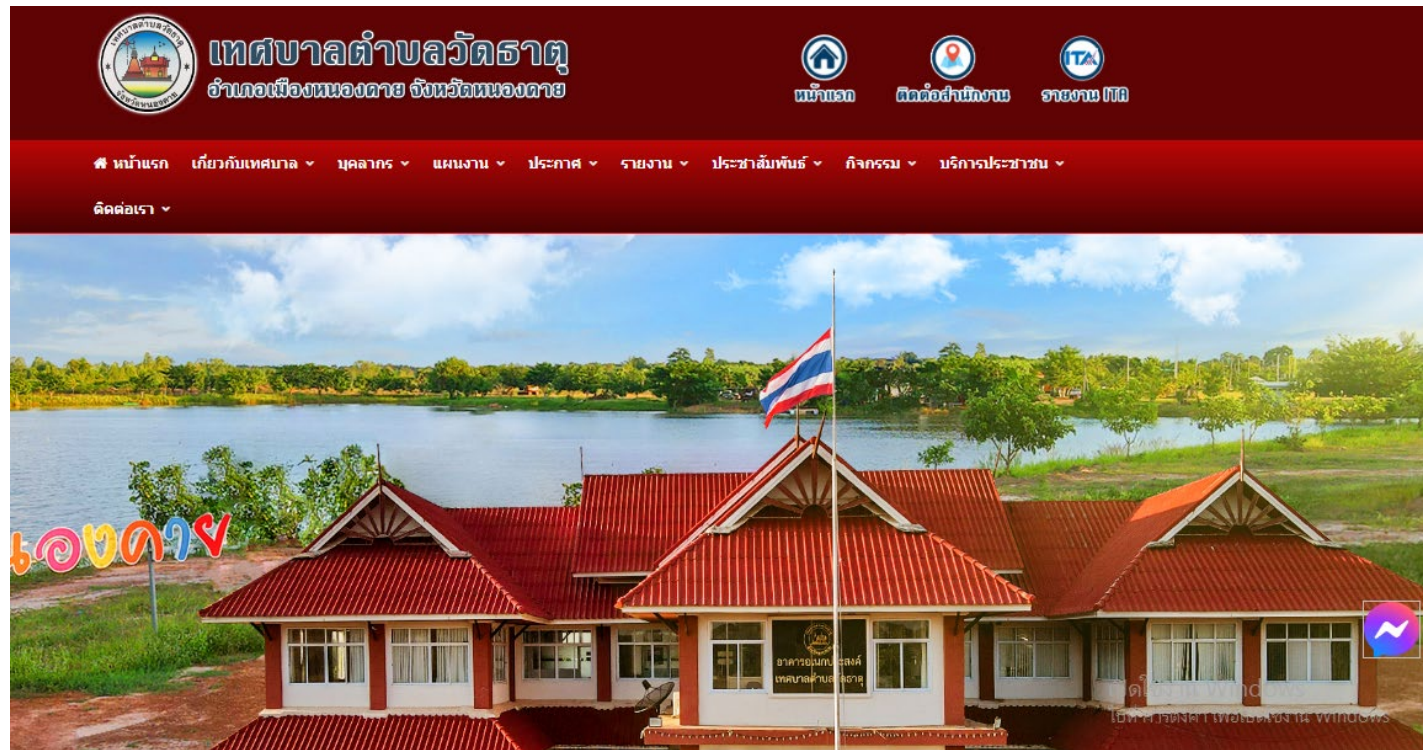 เทศบาลตำบลวัดธาตุ
อำเภอเมืองหนองคาย จังหวัดหนองคาย
หน้าแรก
ติดต่อสำนักงาน
ITA
รายงาน ITA
หน้าแรก เกี่ยวกับเทศบาล บุคลากร แผนงาน ประกาศ รายงาน ประชาสัมพันธ์ กิจกรรม บริการประชาชน
ติดต่อเรา
นองคาย
อาคารอเนกประสงค์
เทศบาลตำบลวัดธาตุ
Windows
Windows